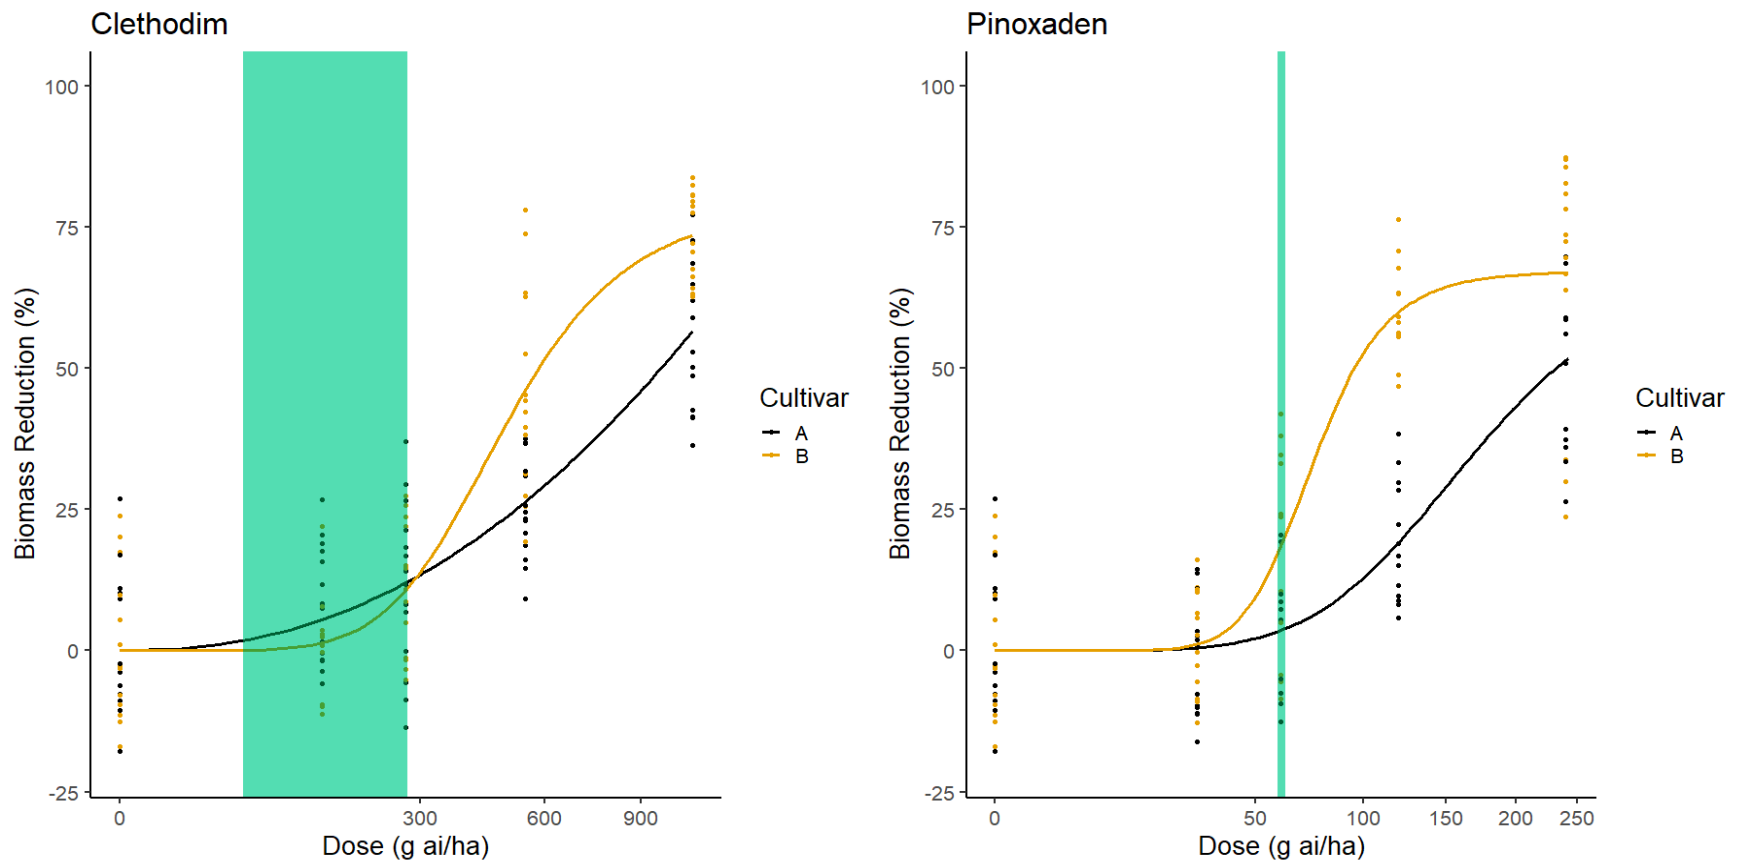 Clethodim
Biomass Reduction (%)
100
75
50
25
0
-25
0
300
600
900
Dose (g ai/ha)
Cultivar
A
B
Pinoxaden
Biomass Reduction (%)
100
75
50
25
0
-25
0
50
100
150
200
250
Dose (g ai/ha)
Cultivar
A
B